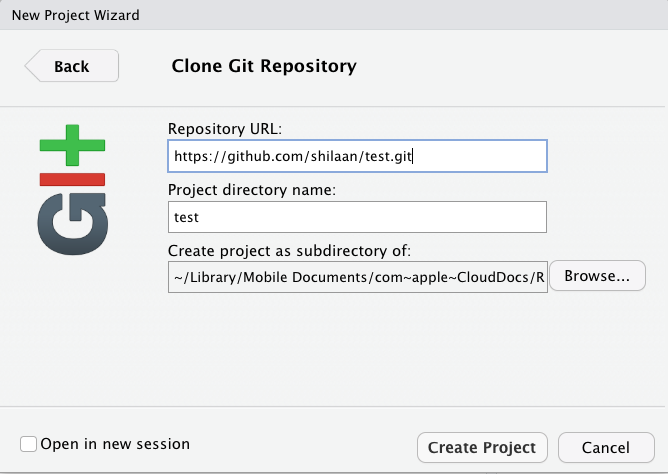 New Project Wizard
Back
Clone Git Repository
git
Repository URL:
https://github.com/shilaan/test.git
Project directory name:
test
Create project as subdirectory of:
~/Library/Mobile Documents/com~apple~CloudDocs/R
Browse...
Open in new session
Create Project
Cancel